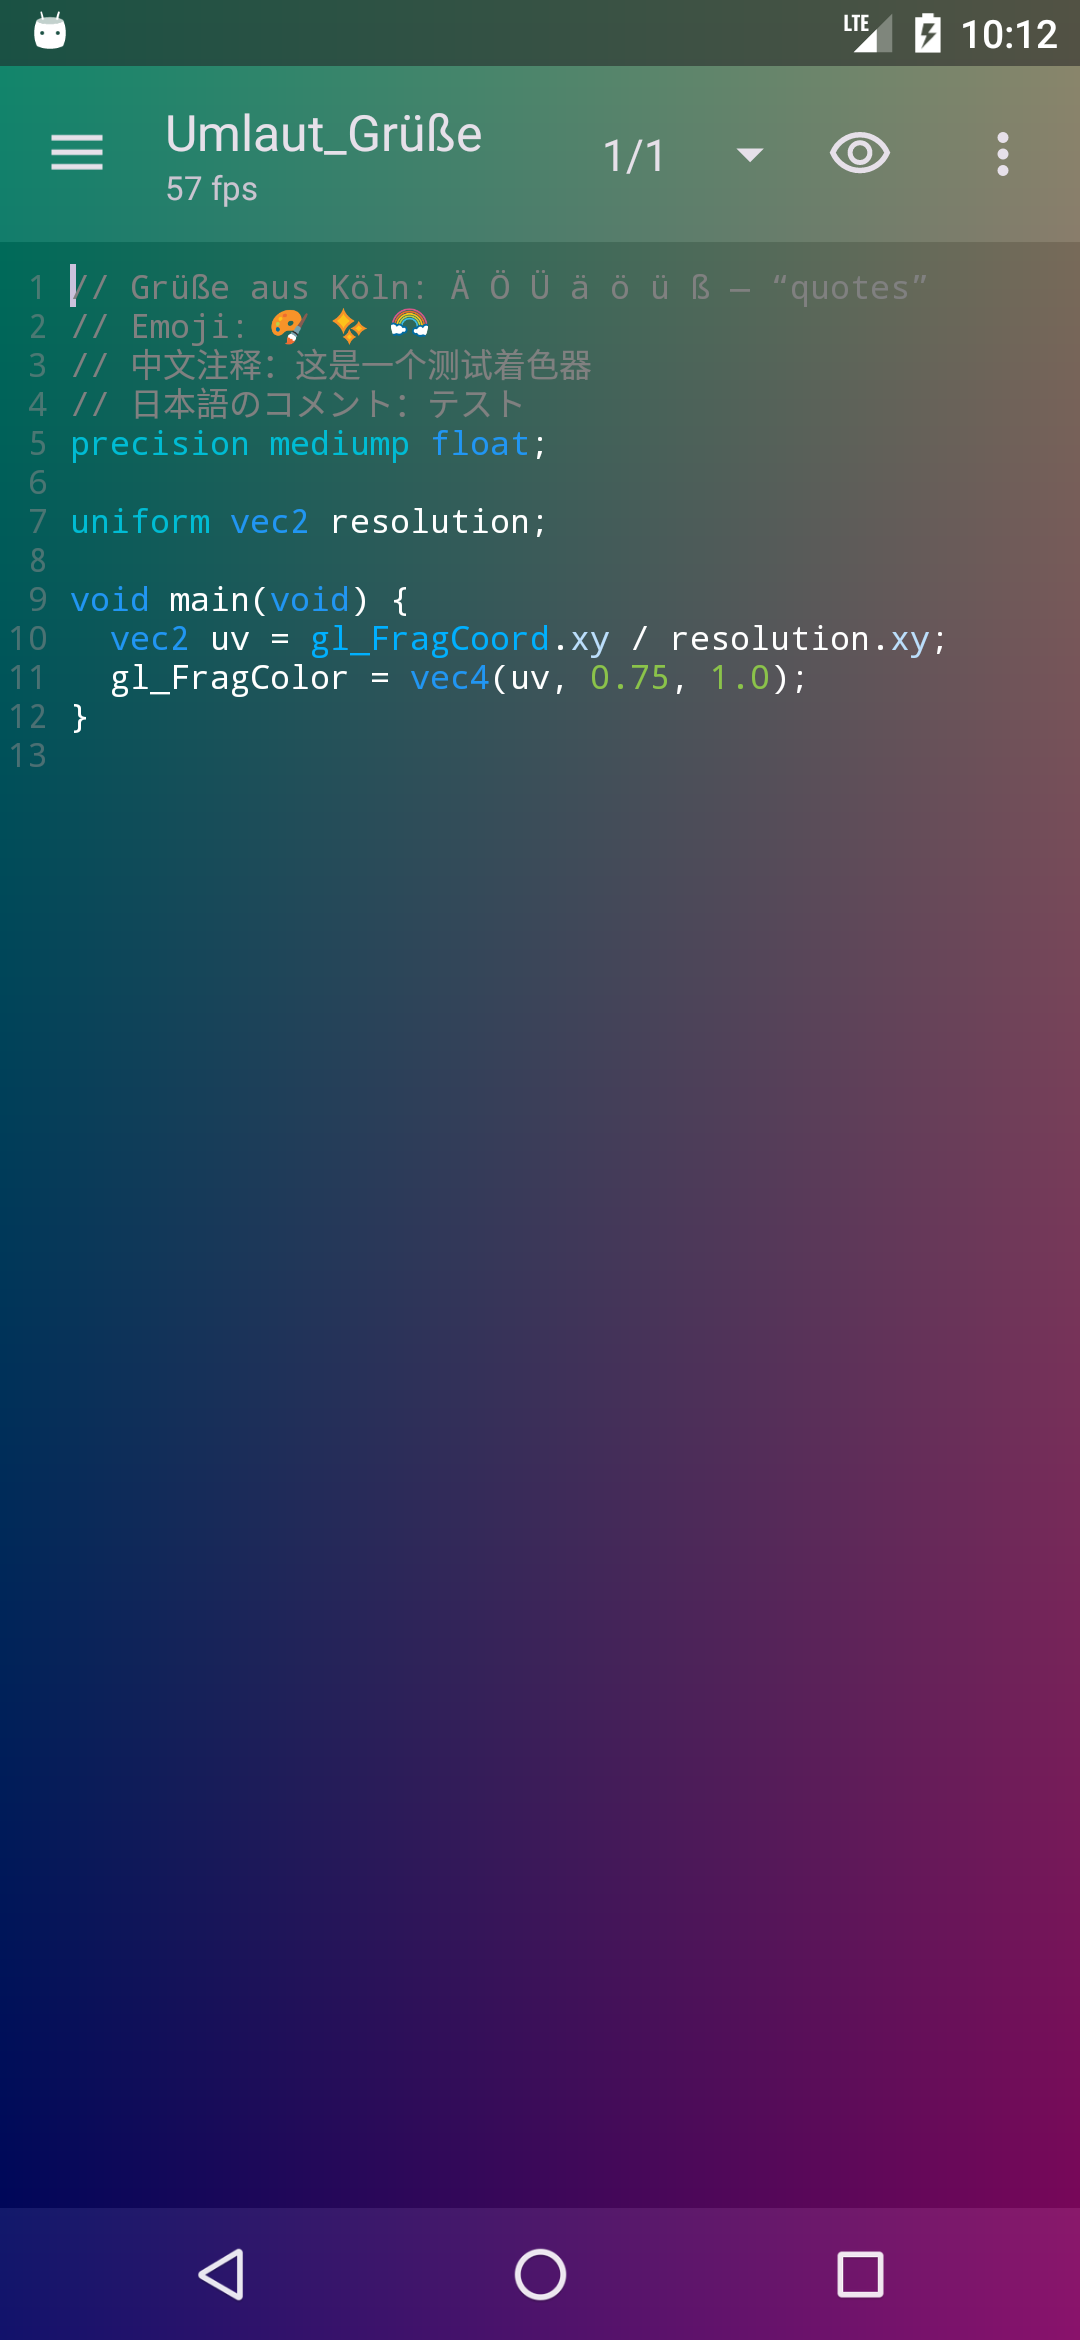 LTE 10:12
Umlaut_Grüße
57 fps
1/1
1 // Grüße aus Köln: Ä Ö Ü ä ö ü ß – “quotes”
2 // Emoji: 🎨 ✨ 🌈
3 // 中文注释：这是一个测试着色器
4 // 日本語のコメント：テスト
5 precision mediump float;
6
7 uniform vec2 resolution;
8
9 void main(void) {
10   vec2 uv = gl_FragCoord.xy / resolution.xy;
11   gl_FragColor = vec4(uv, 0.75, 1.0);
12 }
13